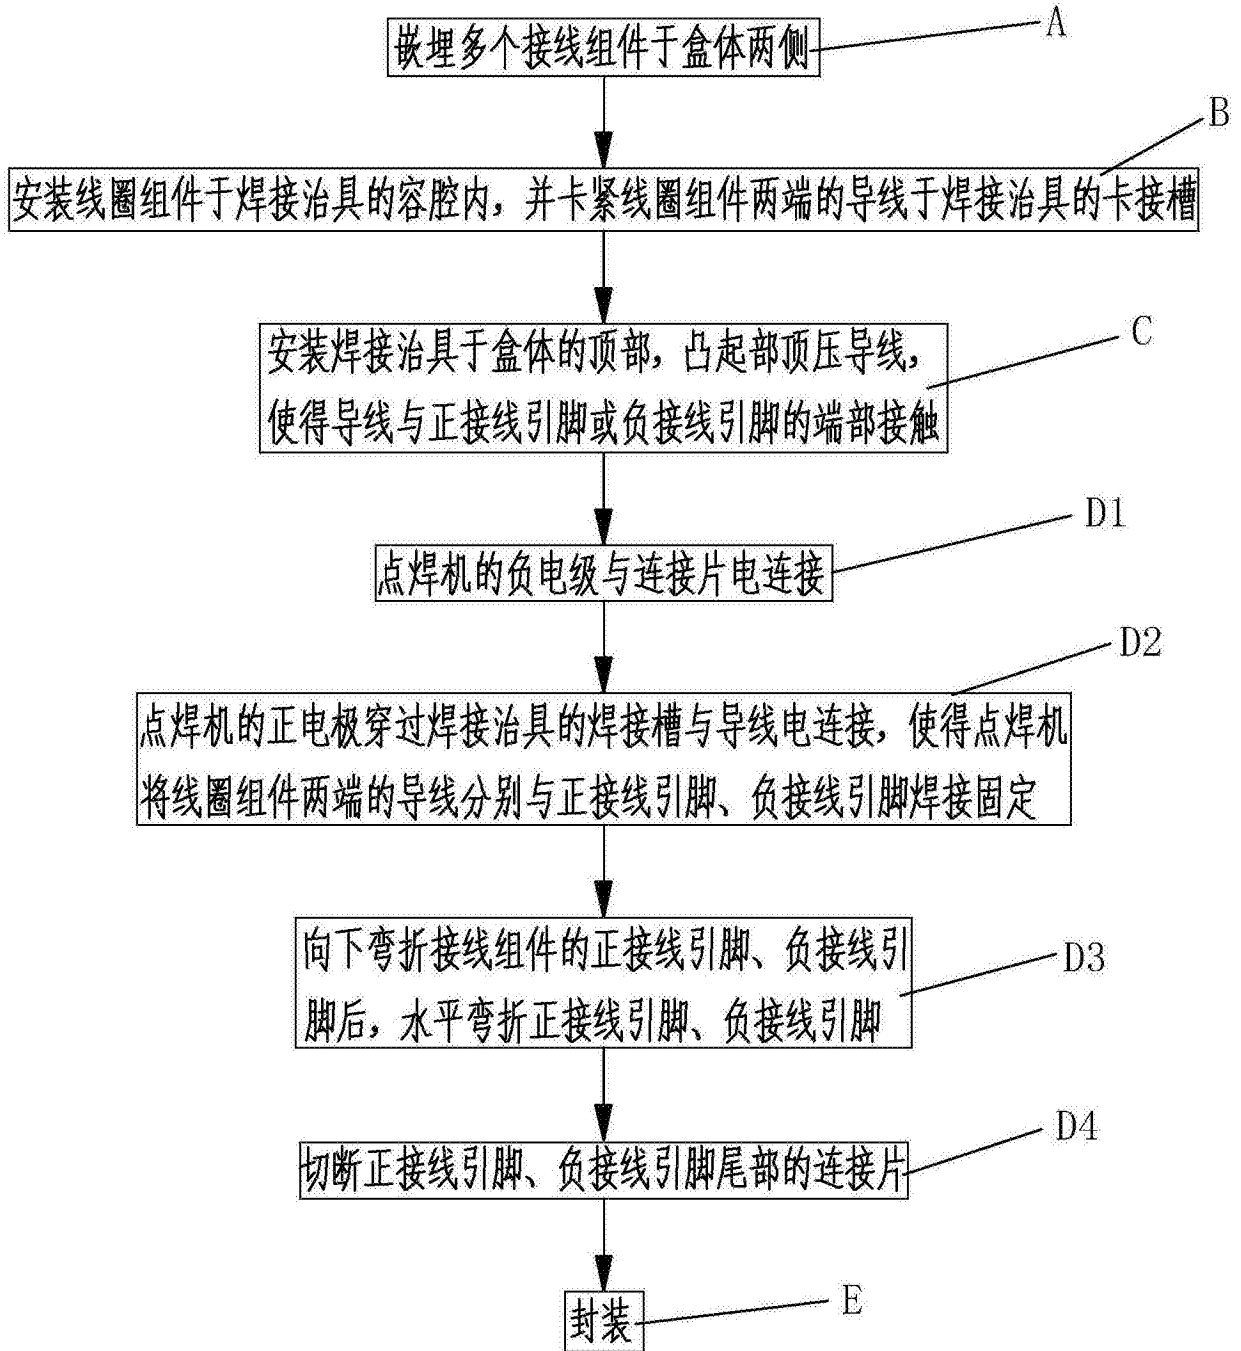 嵌埋多个接线组件于盒体两侧
A
安装线圈组件于焊接治具的容腔内，并卡紧线圈组件两端的导线于焊接治具的卡接槽
B
安装焊接治具于盒体的顶部，凸起部顶压导线，
使得导线与正接线引脚或负接线引脚的端部接触
C
点焊机的负电级与连接片电连接
D1
点焊机的正电极穿过焊接治具的焊接槽与导线电连接，使得点焊机
将线圈组件两端的导线分别与正接线引脚、负接线引脚焊接固定
D2
向下弯折接线组件的正接线引脚、负接线引
脚后，水平弯折正接线引脚、负接线引脚
D3
切断正接线引脚、负接线引脚尾部的连接片
D4
封装
E